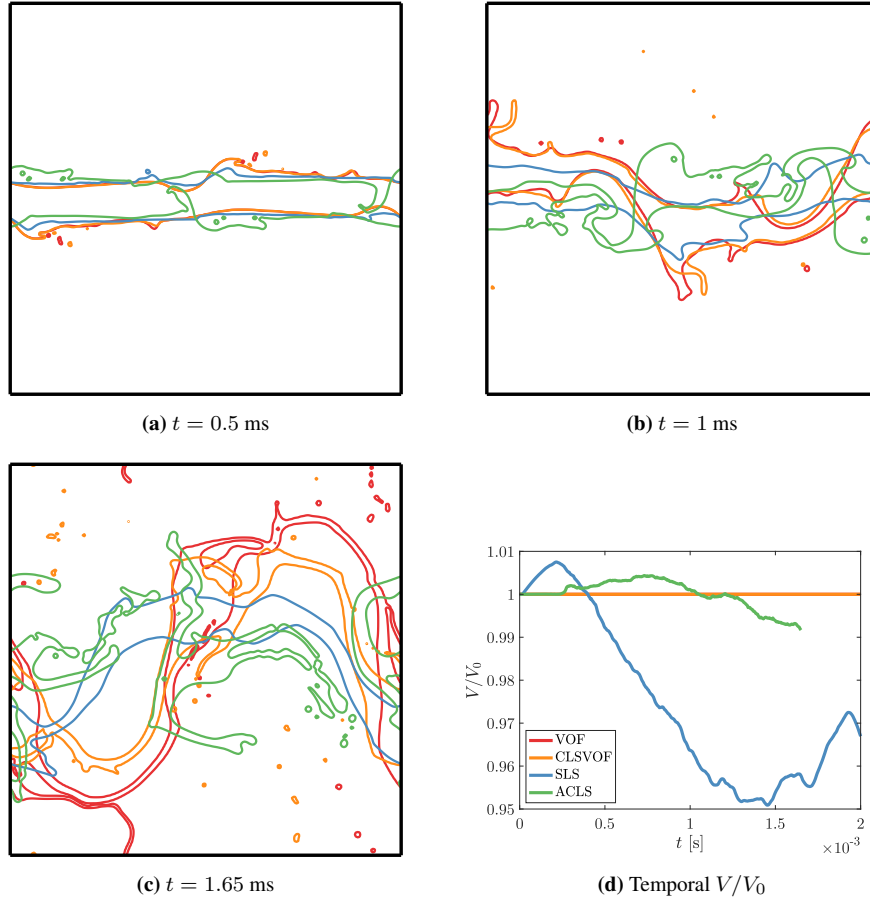 (a) t = 0.5 ms
(b) t = 1 ms
(c) t = 1.65 ms
1.01
1
0.99
0.98
0.97
0.96
0.95
V/V₀
VOF
CLSVOF
SLS
ACLS
0 0.5 1 1.5 2
t [s]
×10⁻³
(d) Temporal V/V₀